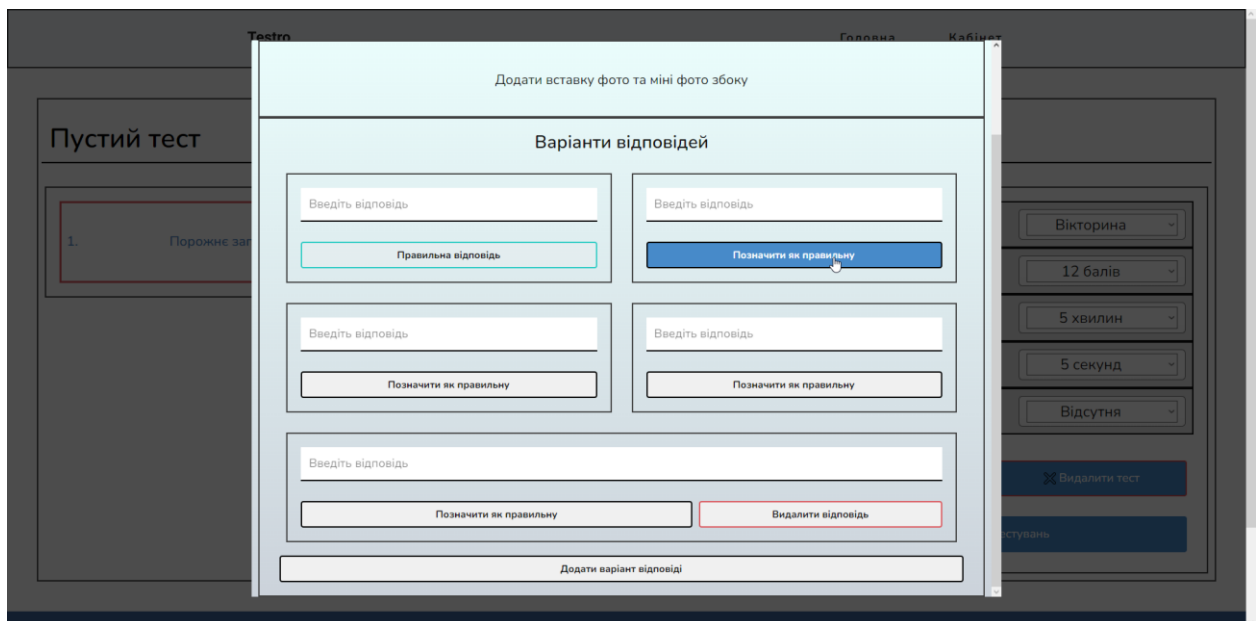 Testro
Головна
Кабінет
Додати вставку фото та міні фото збоку
Пустий тест
Варіанти відповідей
Введіть відповідь
Введіть відповідь
Правильна відповідь
Позначити як правильну
1.
Порожнє
Вікторина
12 балів
Введіть відповідь
Введіть відповідь
5 хвилин
Позначити як правильну
Позначити як правильну
5 секунд
Відсутня
Введіть відповідь
Позначити як правильну
Видалити відповідь
Видалити тест
Додати варіант відповіді